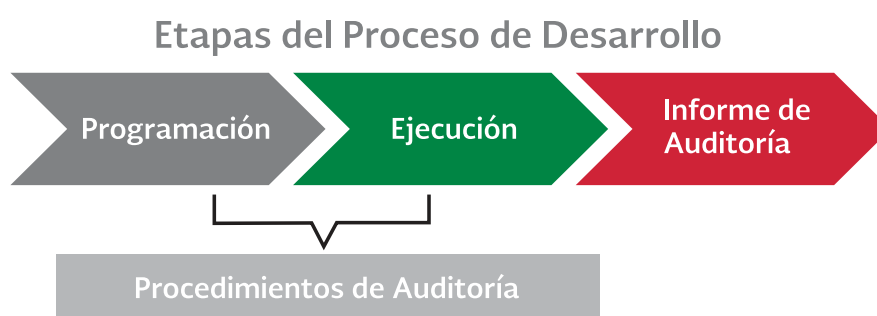 Etapas del Proceso de Desarrollo
Programación
Ejecución
Informe de
Auditoría
Procedimientos de Auditoría